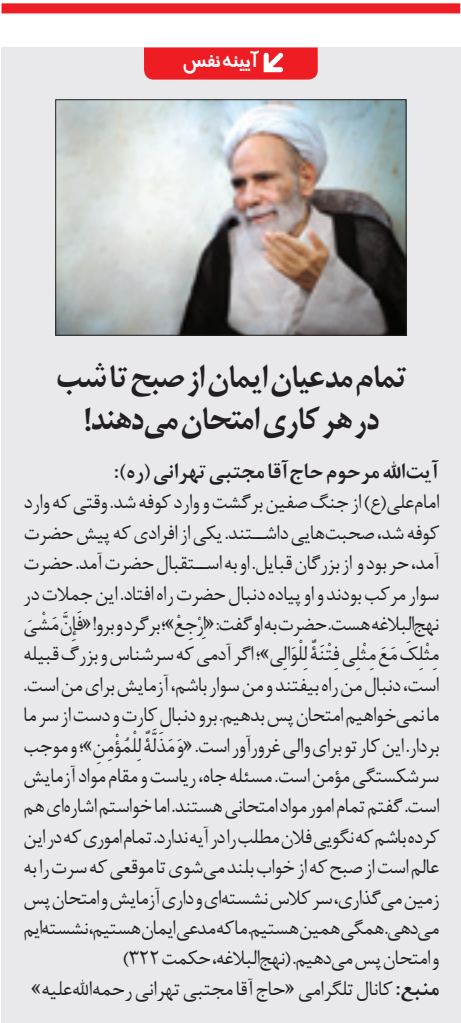 آیینه نفس
تمام مدعیان ایمان از صبح تا شب
در هر کاری امتحان می‌دهند!
آیت‌الله مرحوم حاج آقا مجتبی تهرانی (ره):
امام‌علی(ع) از جنگ صفین برگشت و وارد کوفه شد. وقتی که وارد
کوفه شد، صحبت‌هایی داشــتند. یکی از افرادی که پیش حضرت
آمد، حر بود و از بزرگان قبایل. او به اســتقبال حضرت آمد. حضرت
سوار مرکب بودند و او پیاده دنبال حضرت راه افتاد. این جملات در
نهج‌البلاغه هست. حضرت به او گفت: «اِرجِعْ»؛ برگرد و برو! «فَإِنَّ مَشْيَ
مِثْلِكَ مَعَ مِثْلِي فِتْنَةٌ لِلْوَالِي»؛ اگر آدمی که سرشناس و بزرگ قبیله
است، دنبال من راه بیفتند و من سوار باشم، آزمایش برای من است.
ما نمی‌خواهیم امتحان پس بدهیم. برو دنبال کارت و دست از سر ما
بردار. این کار تو برای والی غرورآور است. «وَ مَذَلَّةٌ لِلْمُؤْمِنِ»؛ و موجب
سرشکستگی مؤمن است. مسئله جاه، ریاست و مقام مواد آزمایش
است. گفتم تمام امور مواد امتحانی هستند. اما خواستم اشاره‌ای هم
کرده باشم که نگویی فلان مطلب را در آیه ندارد. تمام اموری که در این
عالم است از صبح که از خواب بلند می‌شوی تا موقعی که سرت را به
زمین می‌گذاری، سر کلاس نشسته‌ای و داری آزمایش و امتحان پس
می‌دهی. همگی همین هستیم. ما که مدعی ایمان هستیم، نشسته‌ایم
و امتحان پس می‌دهیم. (نهج‌البلاغه، حکمت ۳۲۲)
منبع: کانال تلگرامی «حاج آقا مجتبی تهرانی رحمه‌الله‌علیه»